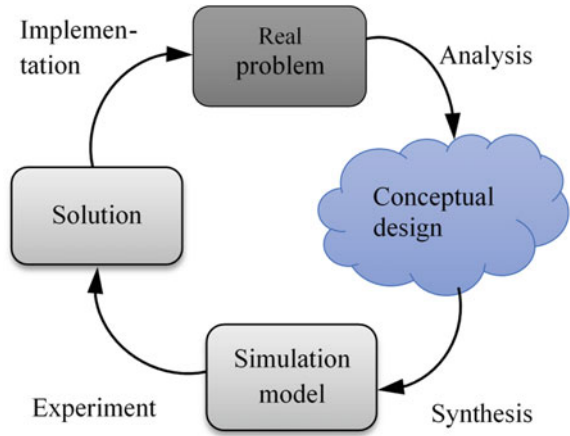 Implemen-
tation
Real
problem
Analysis
Conceptual
design
Solution
Simulation
model
Experiment
Synthesis